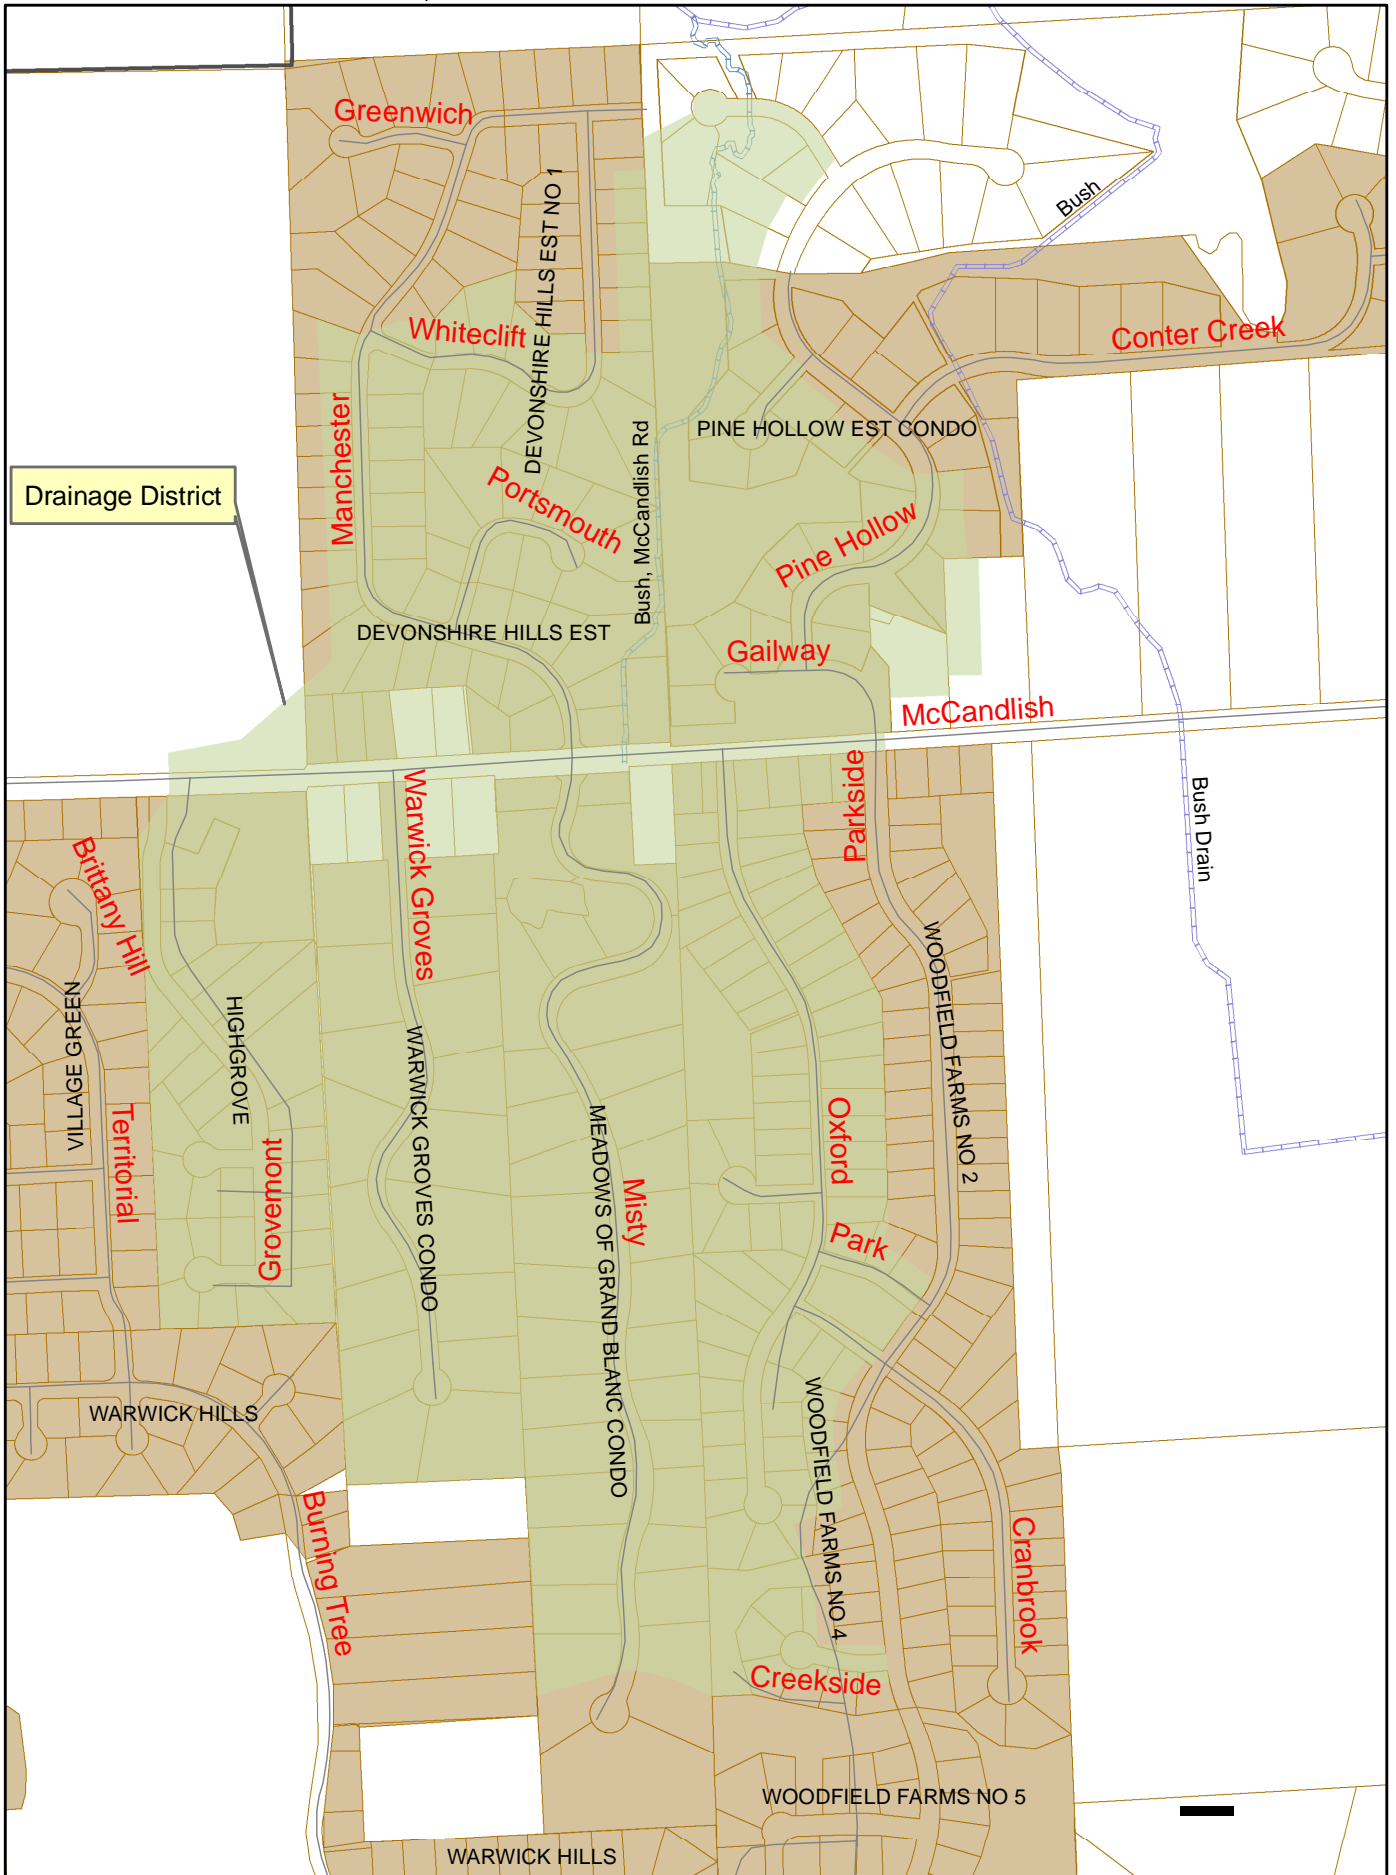 Greenwich
DEVONSHIRE HILLS EST NO 1
Bush
Whiteclift
Conter Creek
Manchester
PINE HOLLOW EST CONDO
Bush, McCandlish Rd
Drainage District
Portsmouth
Pine Hollow
DEVONSHIRE HILLS EST
Gailway
McCandlish
Parkside
Warwick Groves
Bush Drain
Brittany Hill
WOODFIELD FARMS NO 2
VILLAGE GREEN
HIGHGROVE
WARWICK GROVES CONDO
Territorial
Grovemont
MEADOWS OF GRAND BLANC CONDO
Misty
Oxford
Park
WARWICK HILLS
WOODFIELD FARMS NO 4
Burning Tree
Cranbrook
Creekside
WOODFIELD FARMS NO 5
WARWICK HILLS